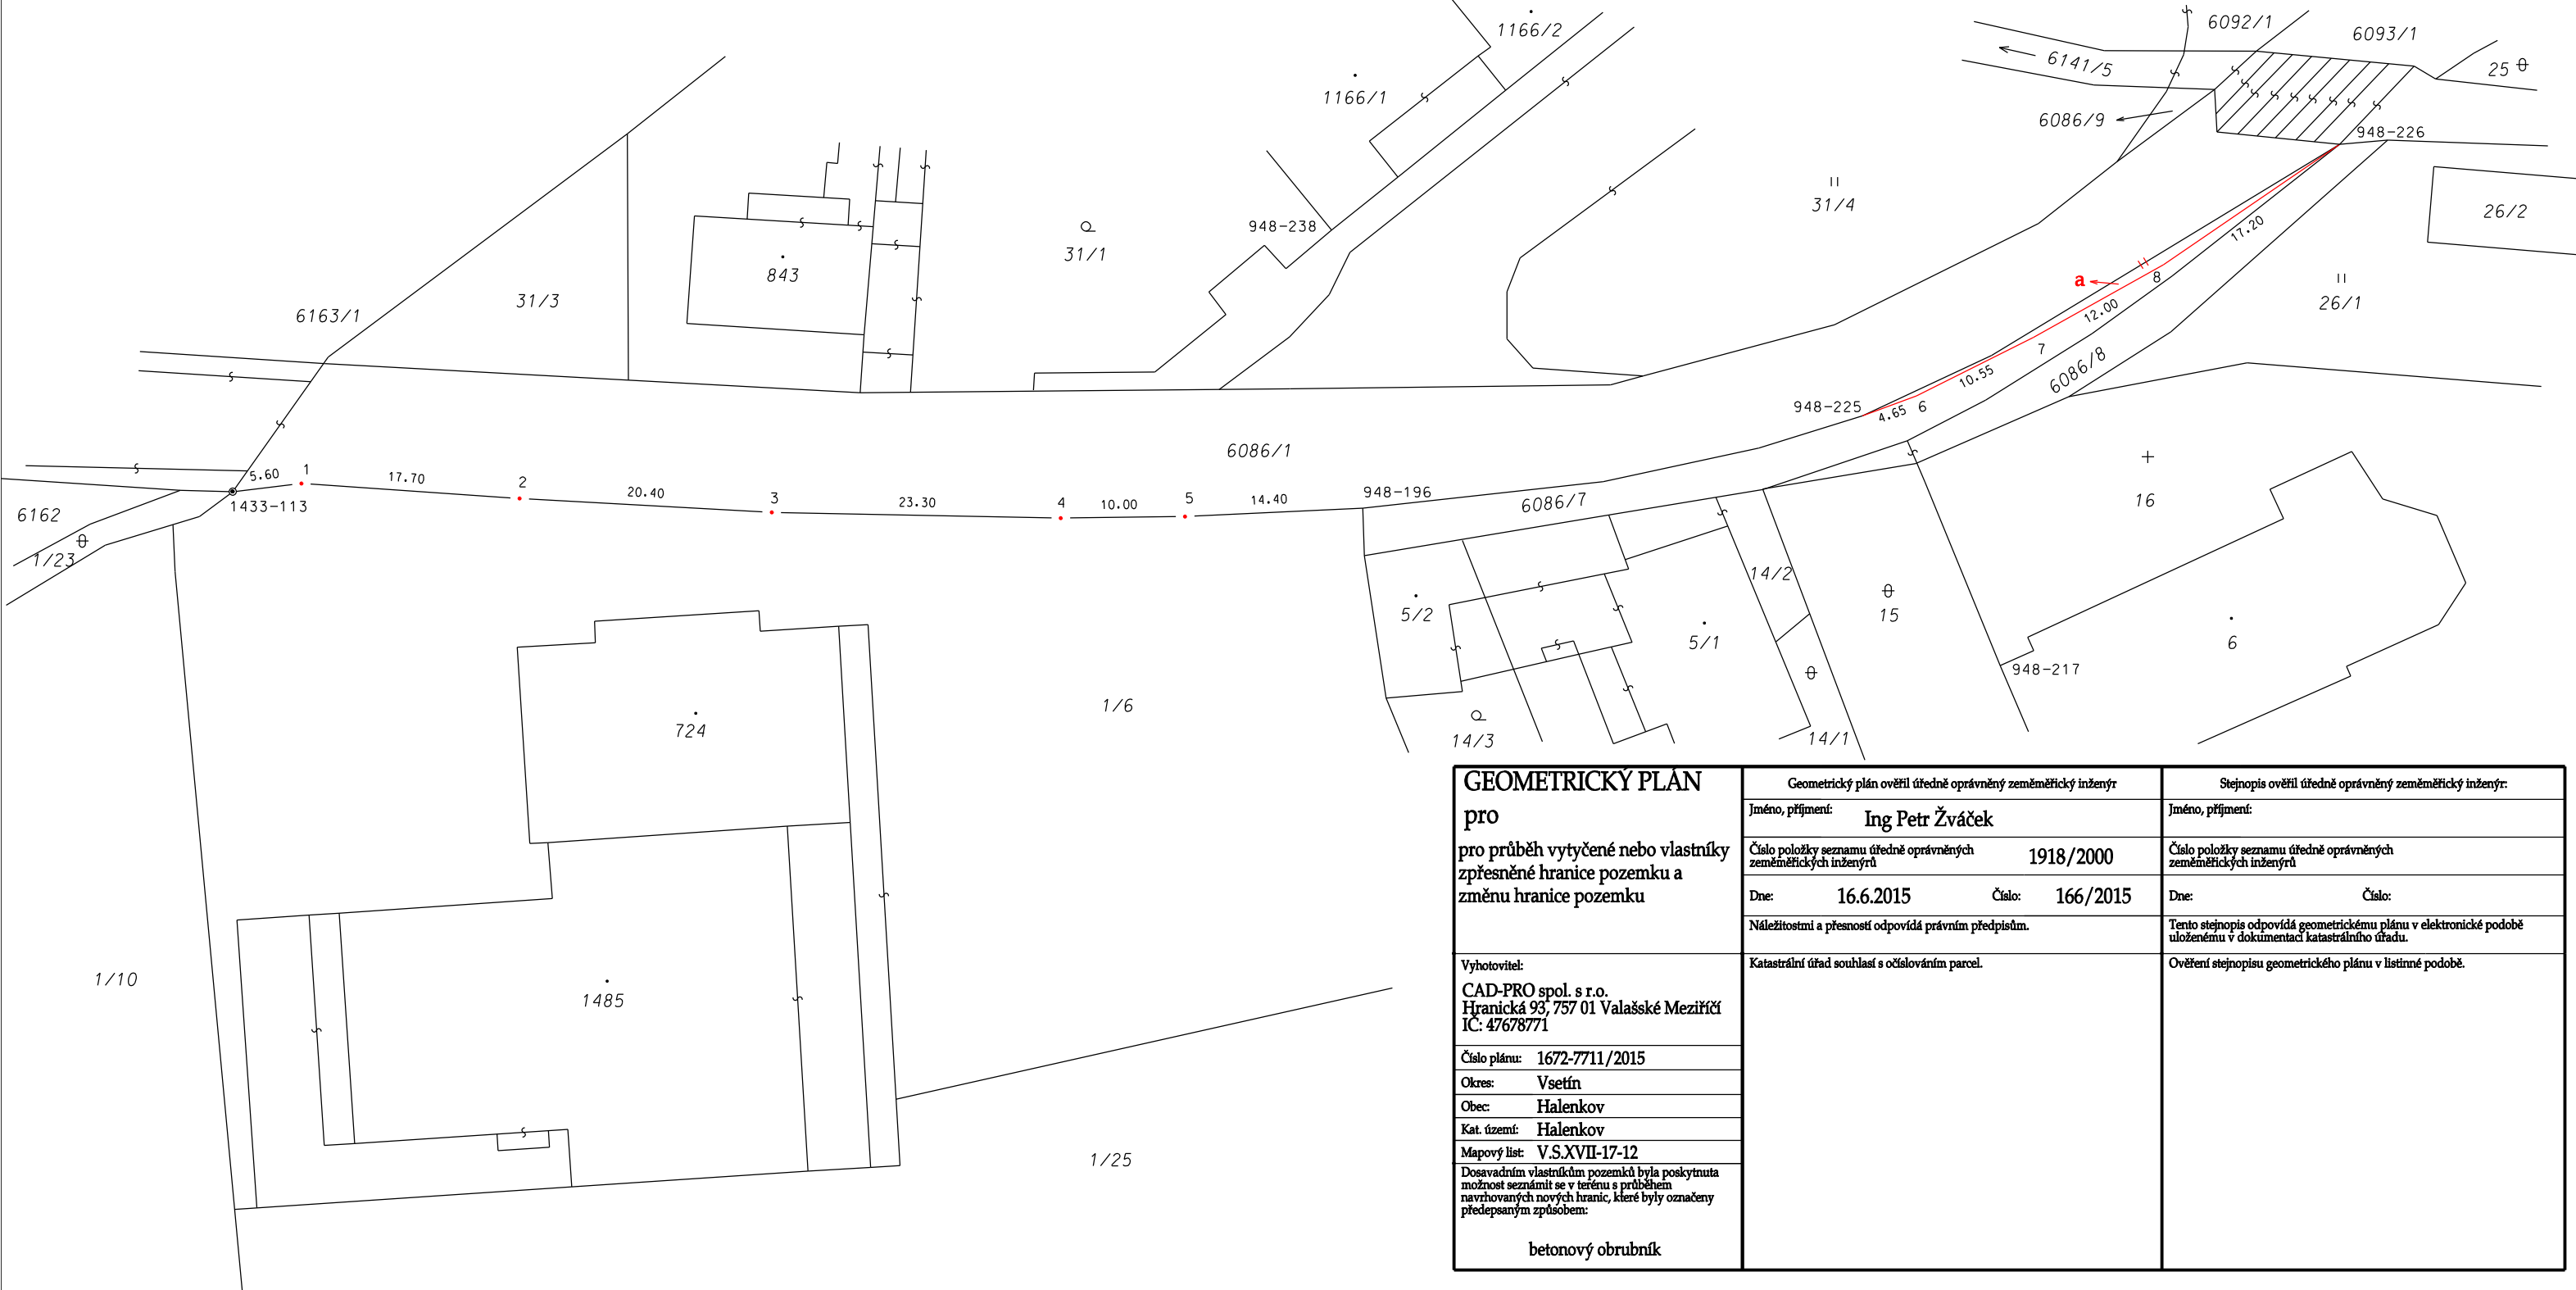 1166/2
6092/1
6093/1
6141/5
25
1166/1
6086/9
948-226
31/4
26/2
948-238
31/1
17.20
843
a
8
31/3
26/1
6163/1
12.00
7
6086/8
10.55
948-225
4.65
6
6086/1
5.60
1
17.70
2
20.40
3
23.30
4
10.00
5
14.40
948-196
6086/7
16
1433-113
6162
1/23
14/2
5/2
15
5/1
6
948-217
1/6
724
14/3
14/1
1/10
1485
1/25
GEOMETRICKÝ PLÁN
pro
pro průběh vytyčené nebo vlastníky
zpřesněné hranice pozemku a
změnu hranice pozemku
Vyhotovitel:
CAD-PRO spol. s r.o.
Hranická 93, 757 01 Valašské Meziříčí
IČ: 47678771
Číslo plánu: 1672-7711/2015
Okres: Vsetín
Obec: Halenkov
Kat. území: Halenkov
Mapový list: V.S.XVII-17-12
Dosavadním vlastníkům pozemků byla poskytnuta
možnost seznámit se v terénu s průběhem
navrhovaných nových hranic, které byly označeny
předepsaným způsobem:
betonový obrubník
Geometrický plán ověřil úředně oprávněný zeměměřický inženýr
Jméno, příjmení: Ing Petr Žváček
Číslo položky seznamu úředně oprávněných
zeměměřických inženýrů 1918/2000
Dne: 16.6.2015 Číslo: 166/2015
Náležitostmi a přesností odpovídá právním předpisům.
Katastrální úřad souhlasí s očíslováním parcel.
Stejnopis ověřil úředně oprávněný zeměměřický inženýr:
Jméno, příjmení:
Číslo položky seznamu úředně oprávněných
zeměměřických inženýrů
Dne: Číslo:
Tento stejnopis odpovídá geometrickému plánu v elektronické podobě
uloženému v dokumentaci katastrálního úřadu.
Ověření stejnopisu geometrického plánu v listinné podobě.